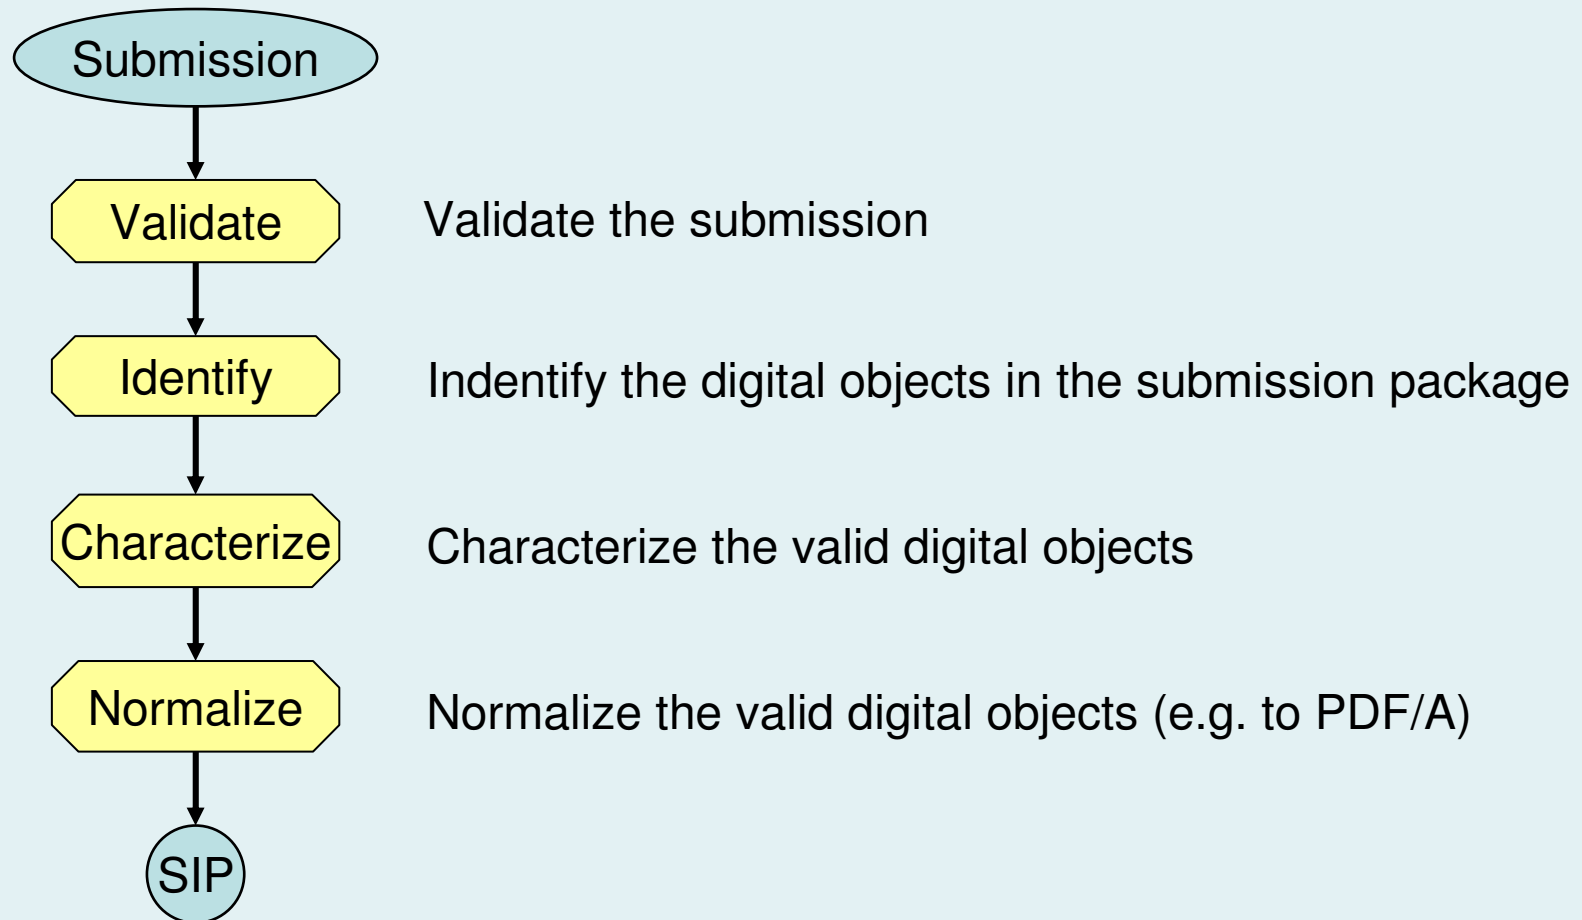 Submission
Validate
Validate the submission
Identify
Indentify the digital objects in the submission package
Characterize
Characterize the valid digital objects
Normalize
Normalize the valid digital objects (e.g. to PDF/A)
SIP